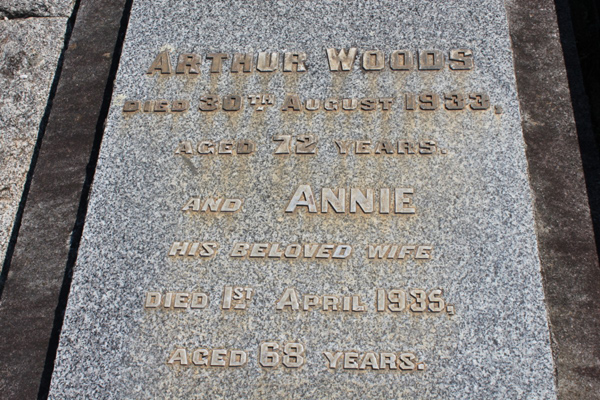 ARTHUR WOODS
DIED 30TH AUGUST 1933,
AGED 72 YEARS.
AND ANNIE
HIS BELOVED WIFE
DIED 1ST APRIL 1935,
AGED 68 YEARS.